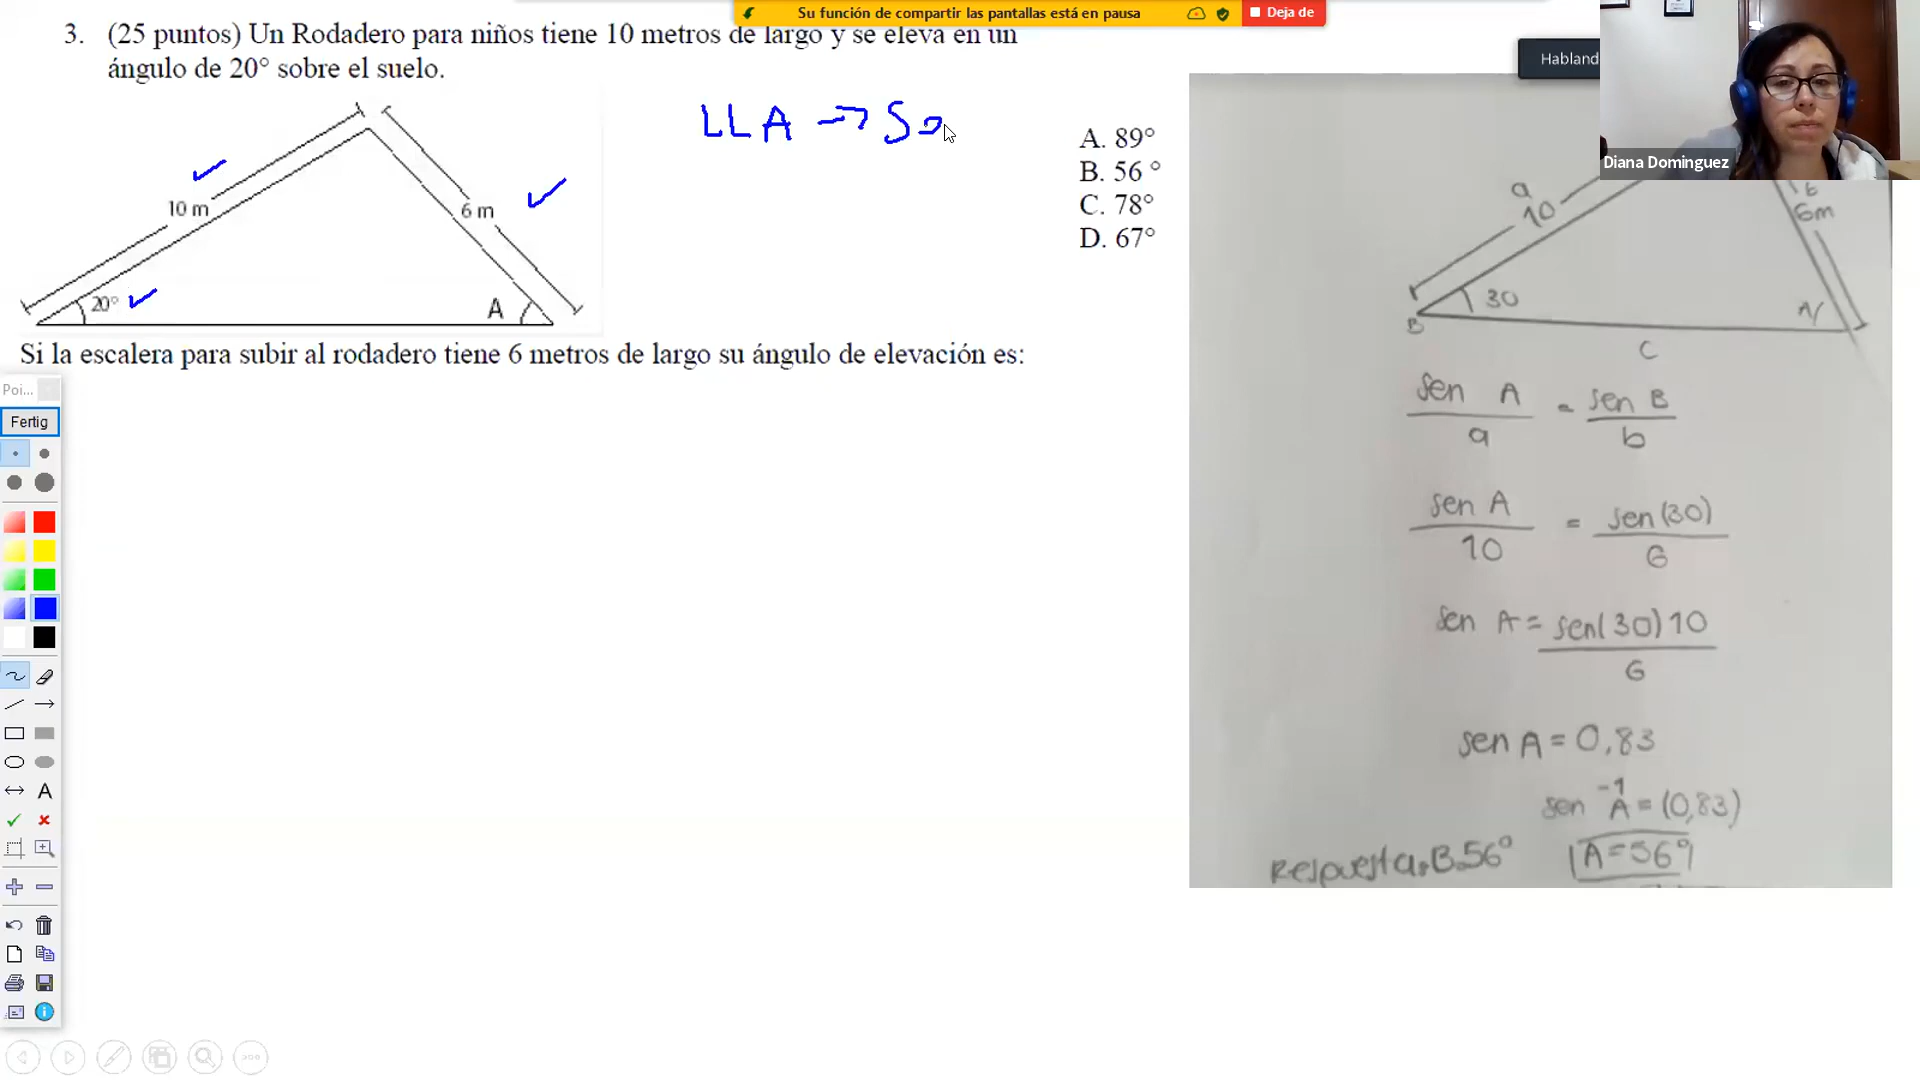 Su función de compartir las pantallas está en pausa
Deja de
3. (25 puntos) Un Rodadero para niños tiene 10 metros de largo y se eleva en un
ángulo de 20° sobre el suelo.
Habland
Diana Dominguez
LLA → So
10 m
6 m
20°
A
A. 89°
B. 56 °
C. 78°
D. 67°
Si la escalera para subir al rodadero tiene 6 metros de largo su ángulo de elevación es:
a
10
6m
30
B
A
C
sen A / a = sen B / b
sen A / 10 = sen(30) / 6
sen A = sen(30)10 / 6
sen A = 0,83
sen⁻¹ A = (0,83)
Respuesta. B. 56°
A = 56°
Poi...
Fertig
A